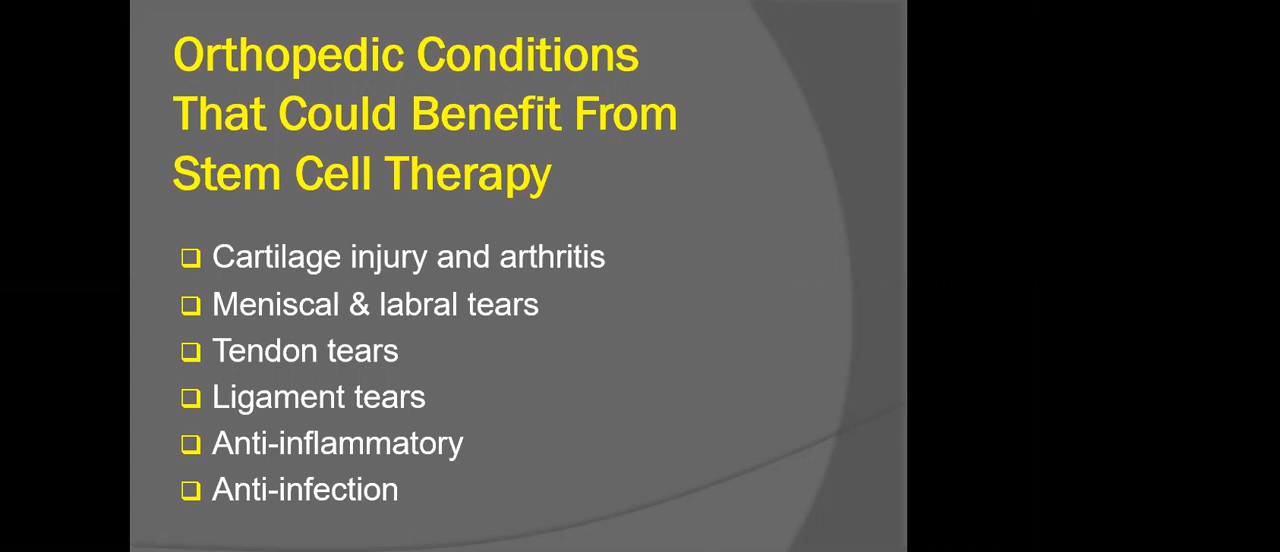 Orthopedic Conditions
That Could Benefit From
Stem Cell Therapy
Cartilage injury and arthritis
Meniscal & labral tears
Tendon tears
Ligament tears
Anti-inflammatory
Anti-infection